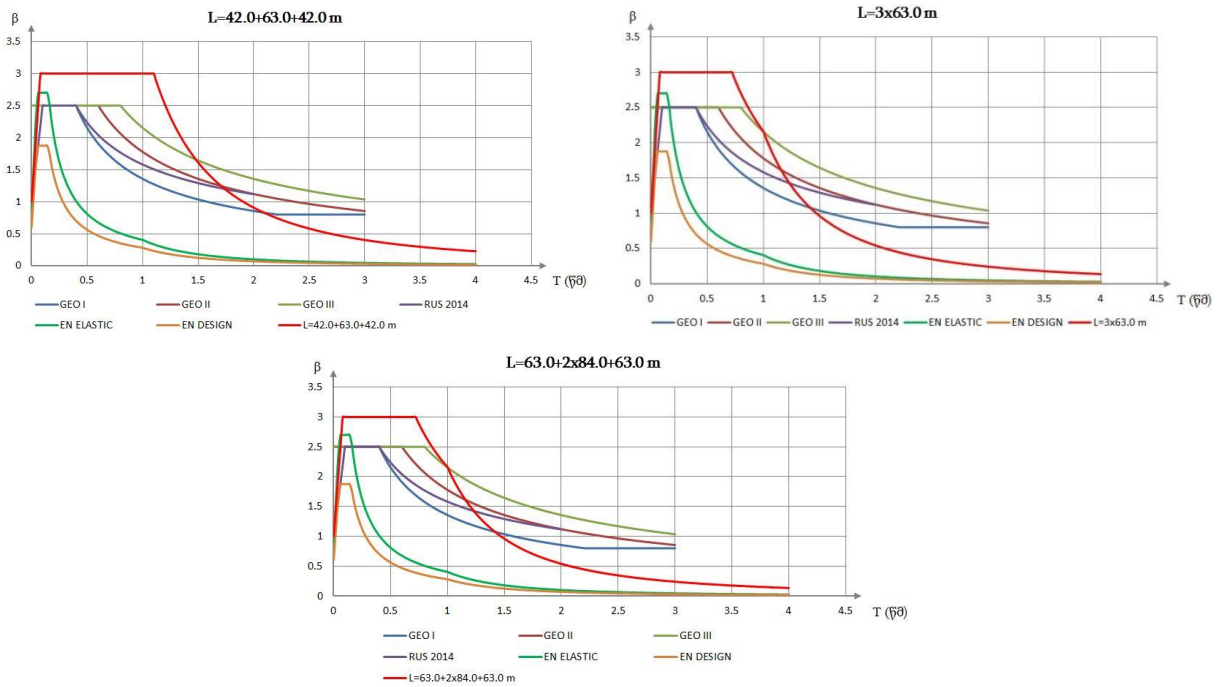 L=42.0+63.0+42.0 m
β
3.5
3
2.5
2
1.5
1
0.5
0
0 0.5 1 1.5 2 2.5 3 3.5 4 4.5
T (წმ)
GEO I GEO II GEO III RUS 2014
EN ELASTIC EN DESIGN L=42.0+63.0+42.0 m
L=3x63.0 m
β
3.5
3
2.5
2
1.5
1
0.5
0
0 0.5 1 1.5 2 2.5 3 3.5 4 4.5
T (წმ)
GEO I GEO II GEO III RUS 2014 EN ELASTIC EN DESIGN L=3x63.0 m
L=63.0+2x84.0+63.0 m
β
3.5
3
2.5
2
1.5
1
0.5
0
0 0.5 1 1.5 2 2.5 3 3.5 4 4.5
T (წმ)
GEO I GEO II GEO III
RUS 2014 EN ELASTIC EN DESIGN
L=63.0+2x84.0+63.0 m